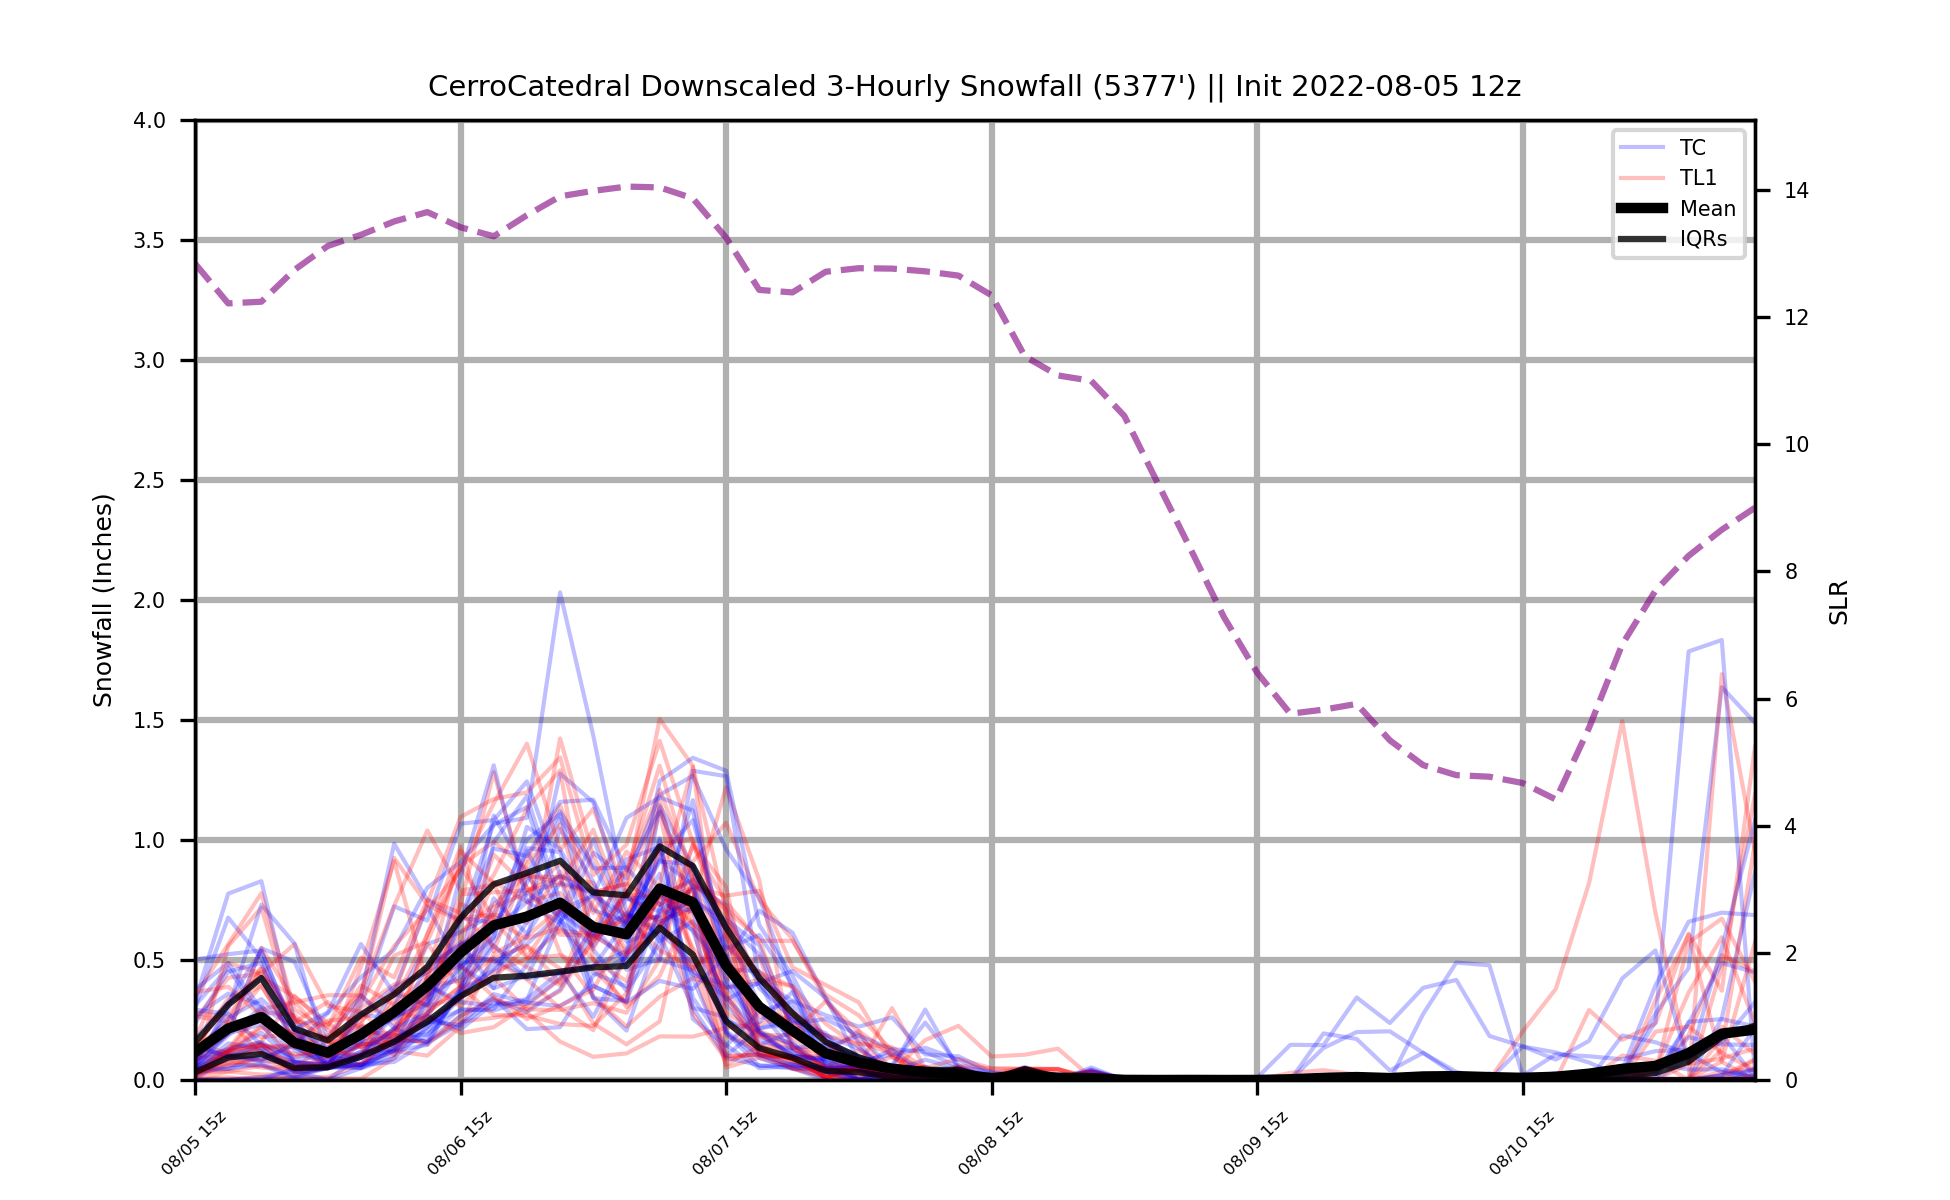 CerroCatedral Downscaled 3-Hourly Snowfall (5377') || Init 2022-08-05 12z
TC
TL1
Mean
IQRs
4.0
3.5
3.0
2.5
2.0
1.5
1.0
0.5
0.0
Snowfall (Inches)
14
12
10
8
6
4
2
0
SLR
08/05 15z
08/06 15z
08/07 15z
08/08 15z
08/09 15z
08/10 15z